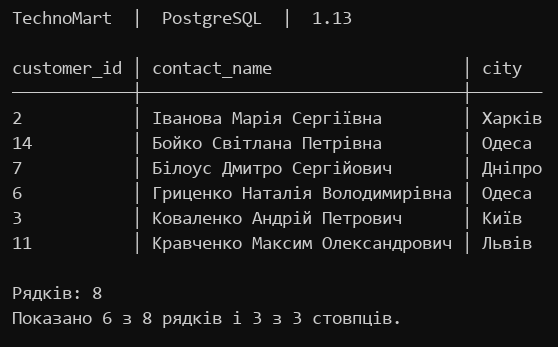 TechnoMart │ PostgreSQL │ 1.13
customer_id │ contact_name │ city
2 │ Іванова Марія Сергіївна │ Харків
14 │ Бойко Світлана Петрівна │ Одеса
7 │ Білоус Дмитро Сергійович │ Дніпро
6 │ Гриценко Наталія Володимирівна │ Одеса
3 │ Коваленко Андрій Петрович │ Київ
11 │ Кравченко Максим Олександрович │ Львів
Рядків: 8
Показано 6 з 8 рядків і 3 з 3 стовпців.